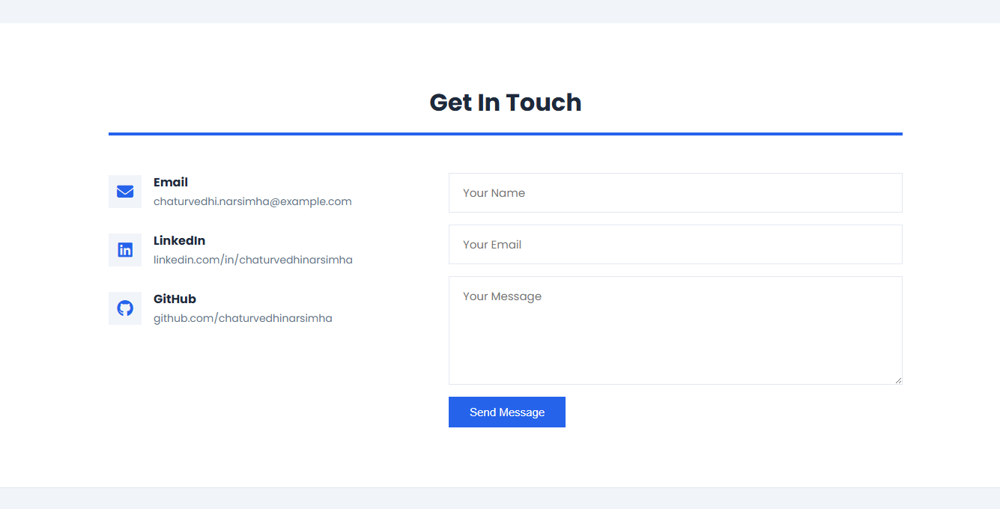 Get In Touch
Email
chaturvedhi.narsimha@example.com
LinkedIn
linkedin.com/in/chaturvedhinarsimha
GitHub
github.com/chaturvedhinarsimha
Your Name
Your Email
Your Message
Send Message